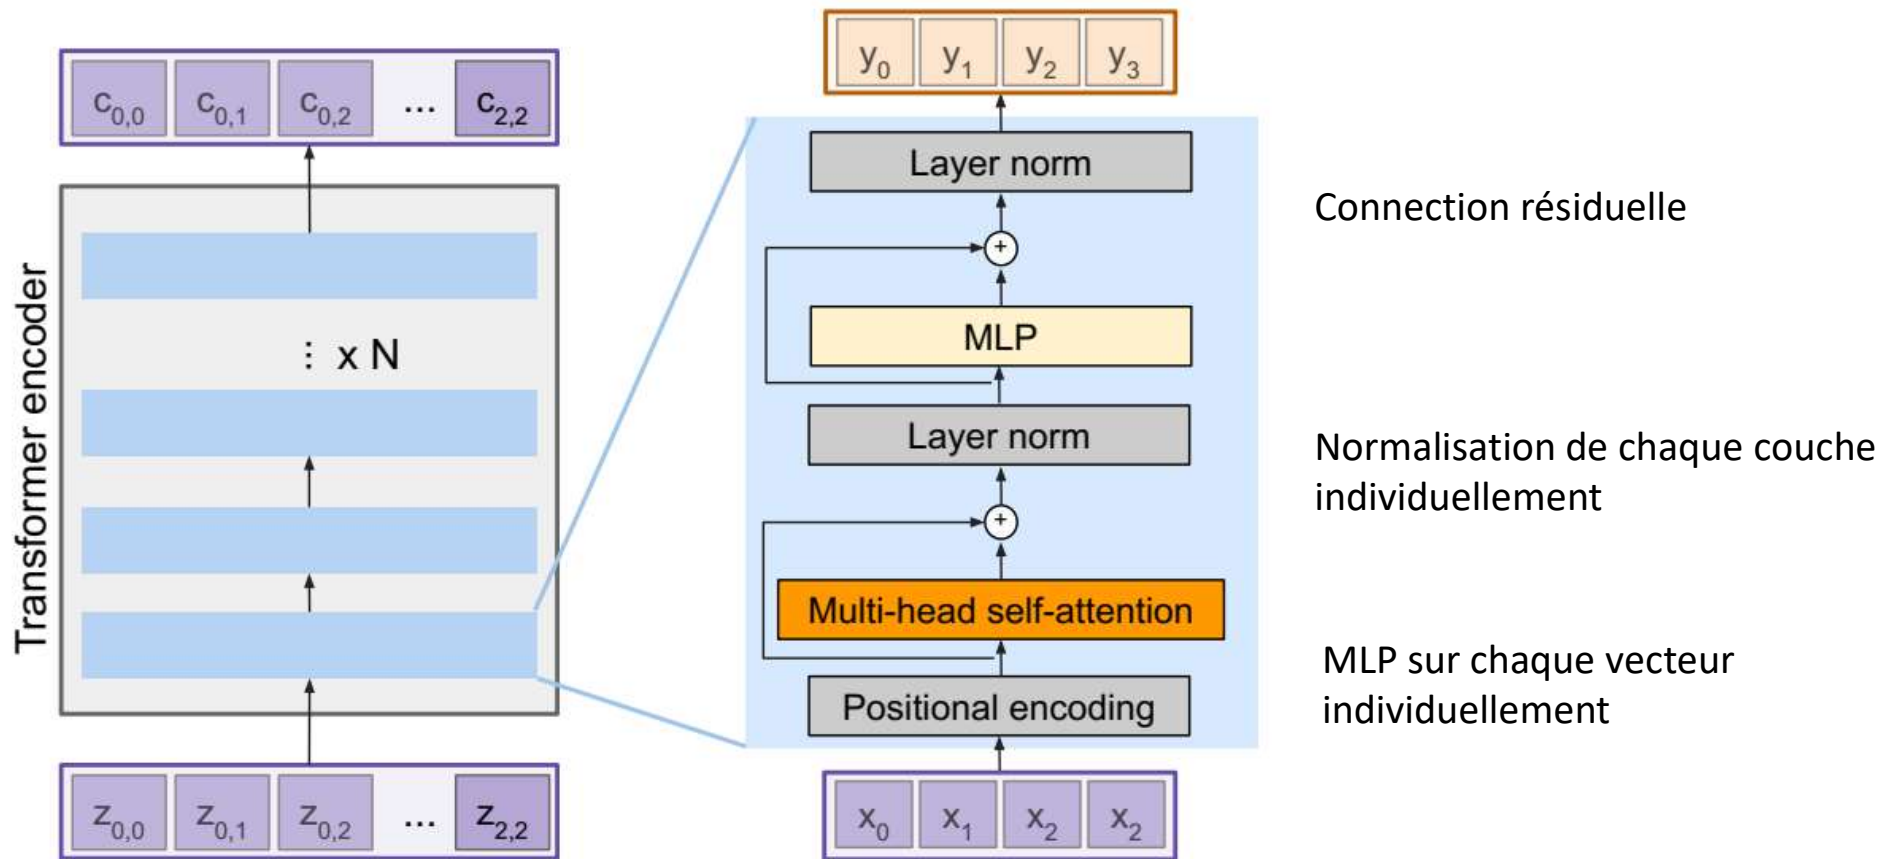 c0,0 c0,1 c0,2 ... c2,2
Transformer encoder
⋮ x N
z0,0 z0,1 z0,2 ... z2,2
y0 y1 y2 y3
Layer norm
+
MLP
Layer norm
+
Multi-head self-attention
Positional encoding
x0 x1 x2 x2
Connection résiduelle
Normalisation de chaque couche
individuellement
MLP sur chaque vecteur
individuellement